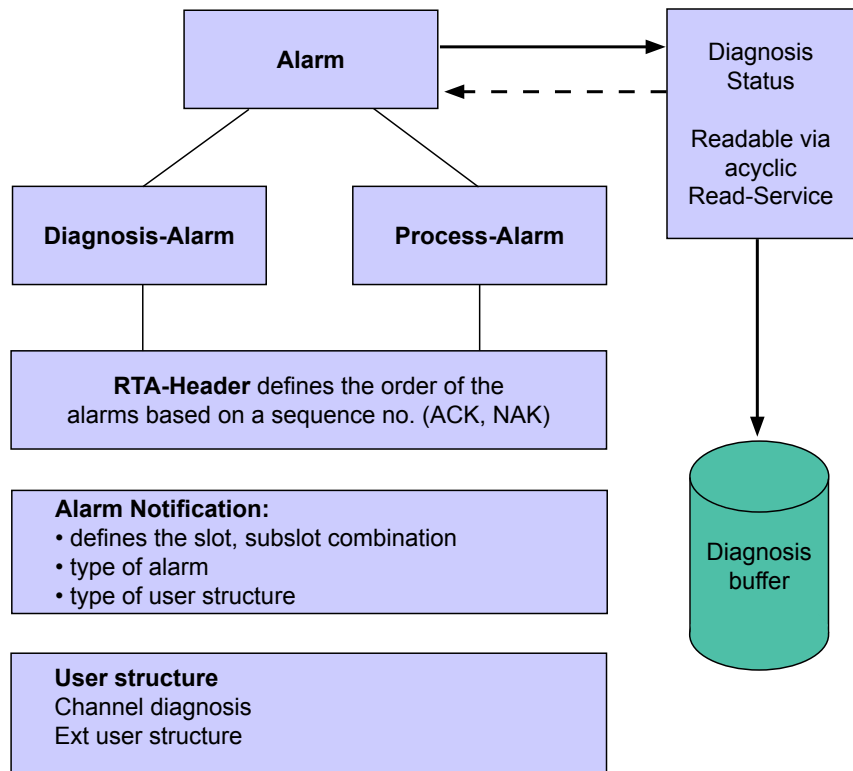 Alarm
Diagnosis
Status
Readable via
acyclic
Read-Service
Diagnosis-Alarm
Process-Alarm
RTA-Header defines the order of the
alarms based on a sequence no. (ACK, NAK)
Alarm Notification:
• defines the slot, subslot combination
• type of alarm
• type of user structure
Diagnosis
buffer
User structure
Channel diagnosis
Ext user structure